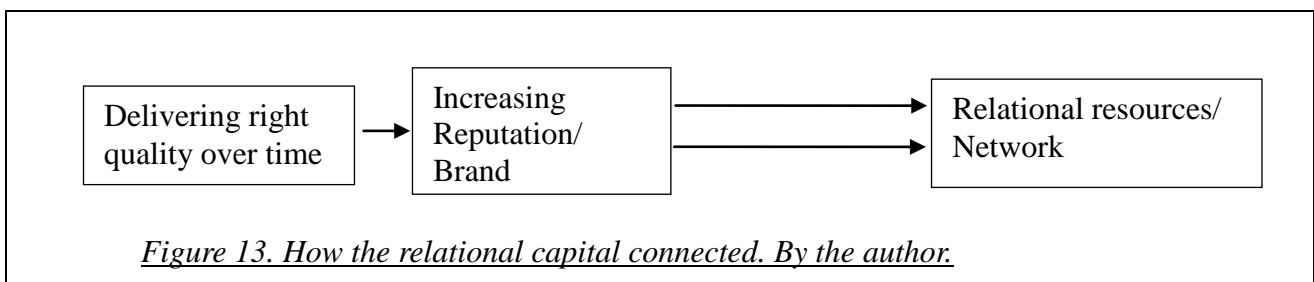 Delivering right
quality over time
Increasing
Reputation/
Brand
Relational resources/
Network
Figure 13. How the relational capital connected. By the author.